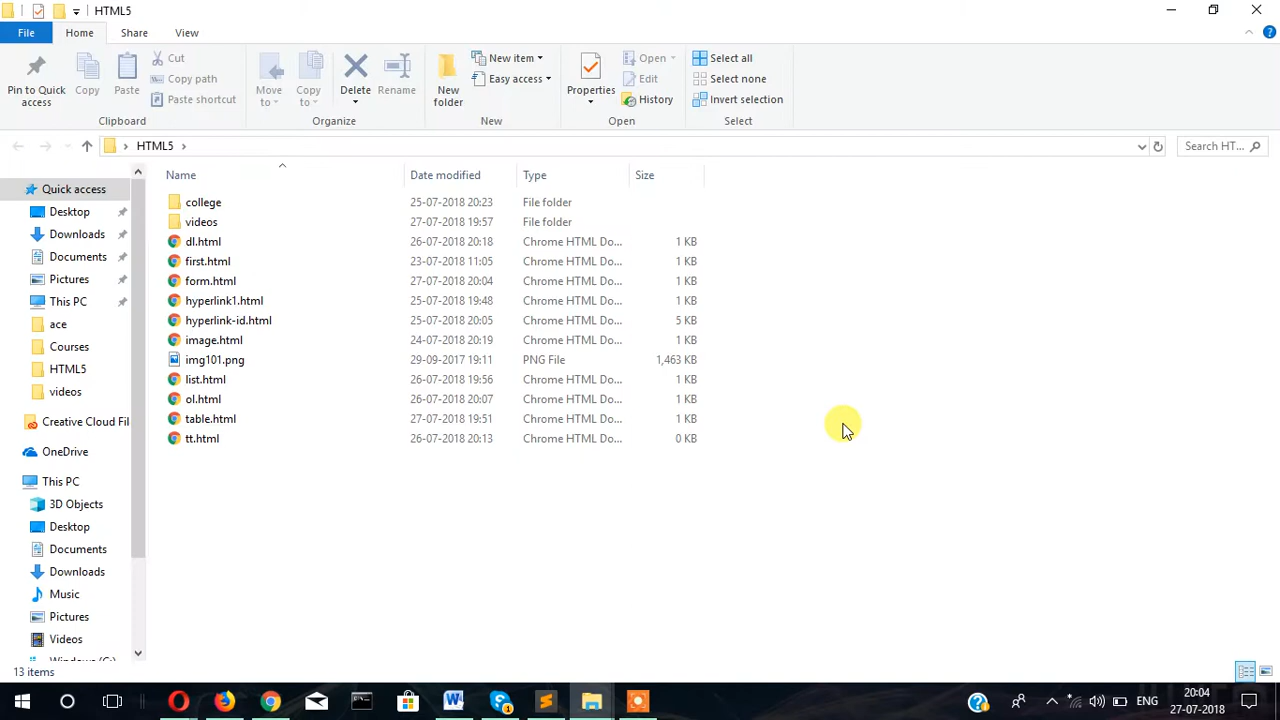 HTML5
File Home Share View
Pin to Quick access
Copy
Paste
Cut
Copy path
Paste shortcut
Clipboard
Move to
Copy to
Delete
Rename
Organize
New folder
New item
Easy access
New
Properties
Open
Edit
History
Open
Select all
Select none
Invert selection
Select
HTML5
Search HT...
Name Date modified Type Size
college 25-07-2018 20:23 File folder
videos 27-07-2018 19:57 File folder
dl.html 26-07-2018 20:18 Chrome HTML Do... 1 KB
first.html 23-07-2018 11:05 Chrome HTML Do... 1 KB
form.html 27-07-2018 20:04 Chrome HTML Do... 1 KB
hyperlink1.html 25-07-2018 19:48 Chrome HTML Do... 1 KB
hyperlink-id.html 25-07-2018 20:05 Chrome HTML Do... 5 KB
image.html 24-07-2018 20:19 Chrome HTML Do... 1 KB
img101.png 29-09-2017 19:11 PNG File 1,463 KB
list.html 26-07-2018 19:56 Chrome HTML Do... 1 KB
ol.html 26-07-2018 20:07 Chrome HTML Do... 1 KB
table.html 27-07-2018 19:51 Chrome HTML Do... 1 KB
tt.html 26-07-2018 20:13 Chrome HTML Do... 0 KB
Quick access
Desktop
Downloads
Documents
Pictures
This PC
ace
Courses
HTML5
videos
Creative Cloud Fil
OneDrive
This PC
3D Objects
Desktop
Documents
Downloads
Music
Pictures
Videos
13 items
ENG
20:04
27-07-2018